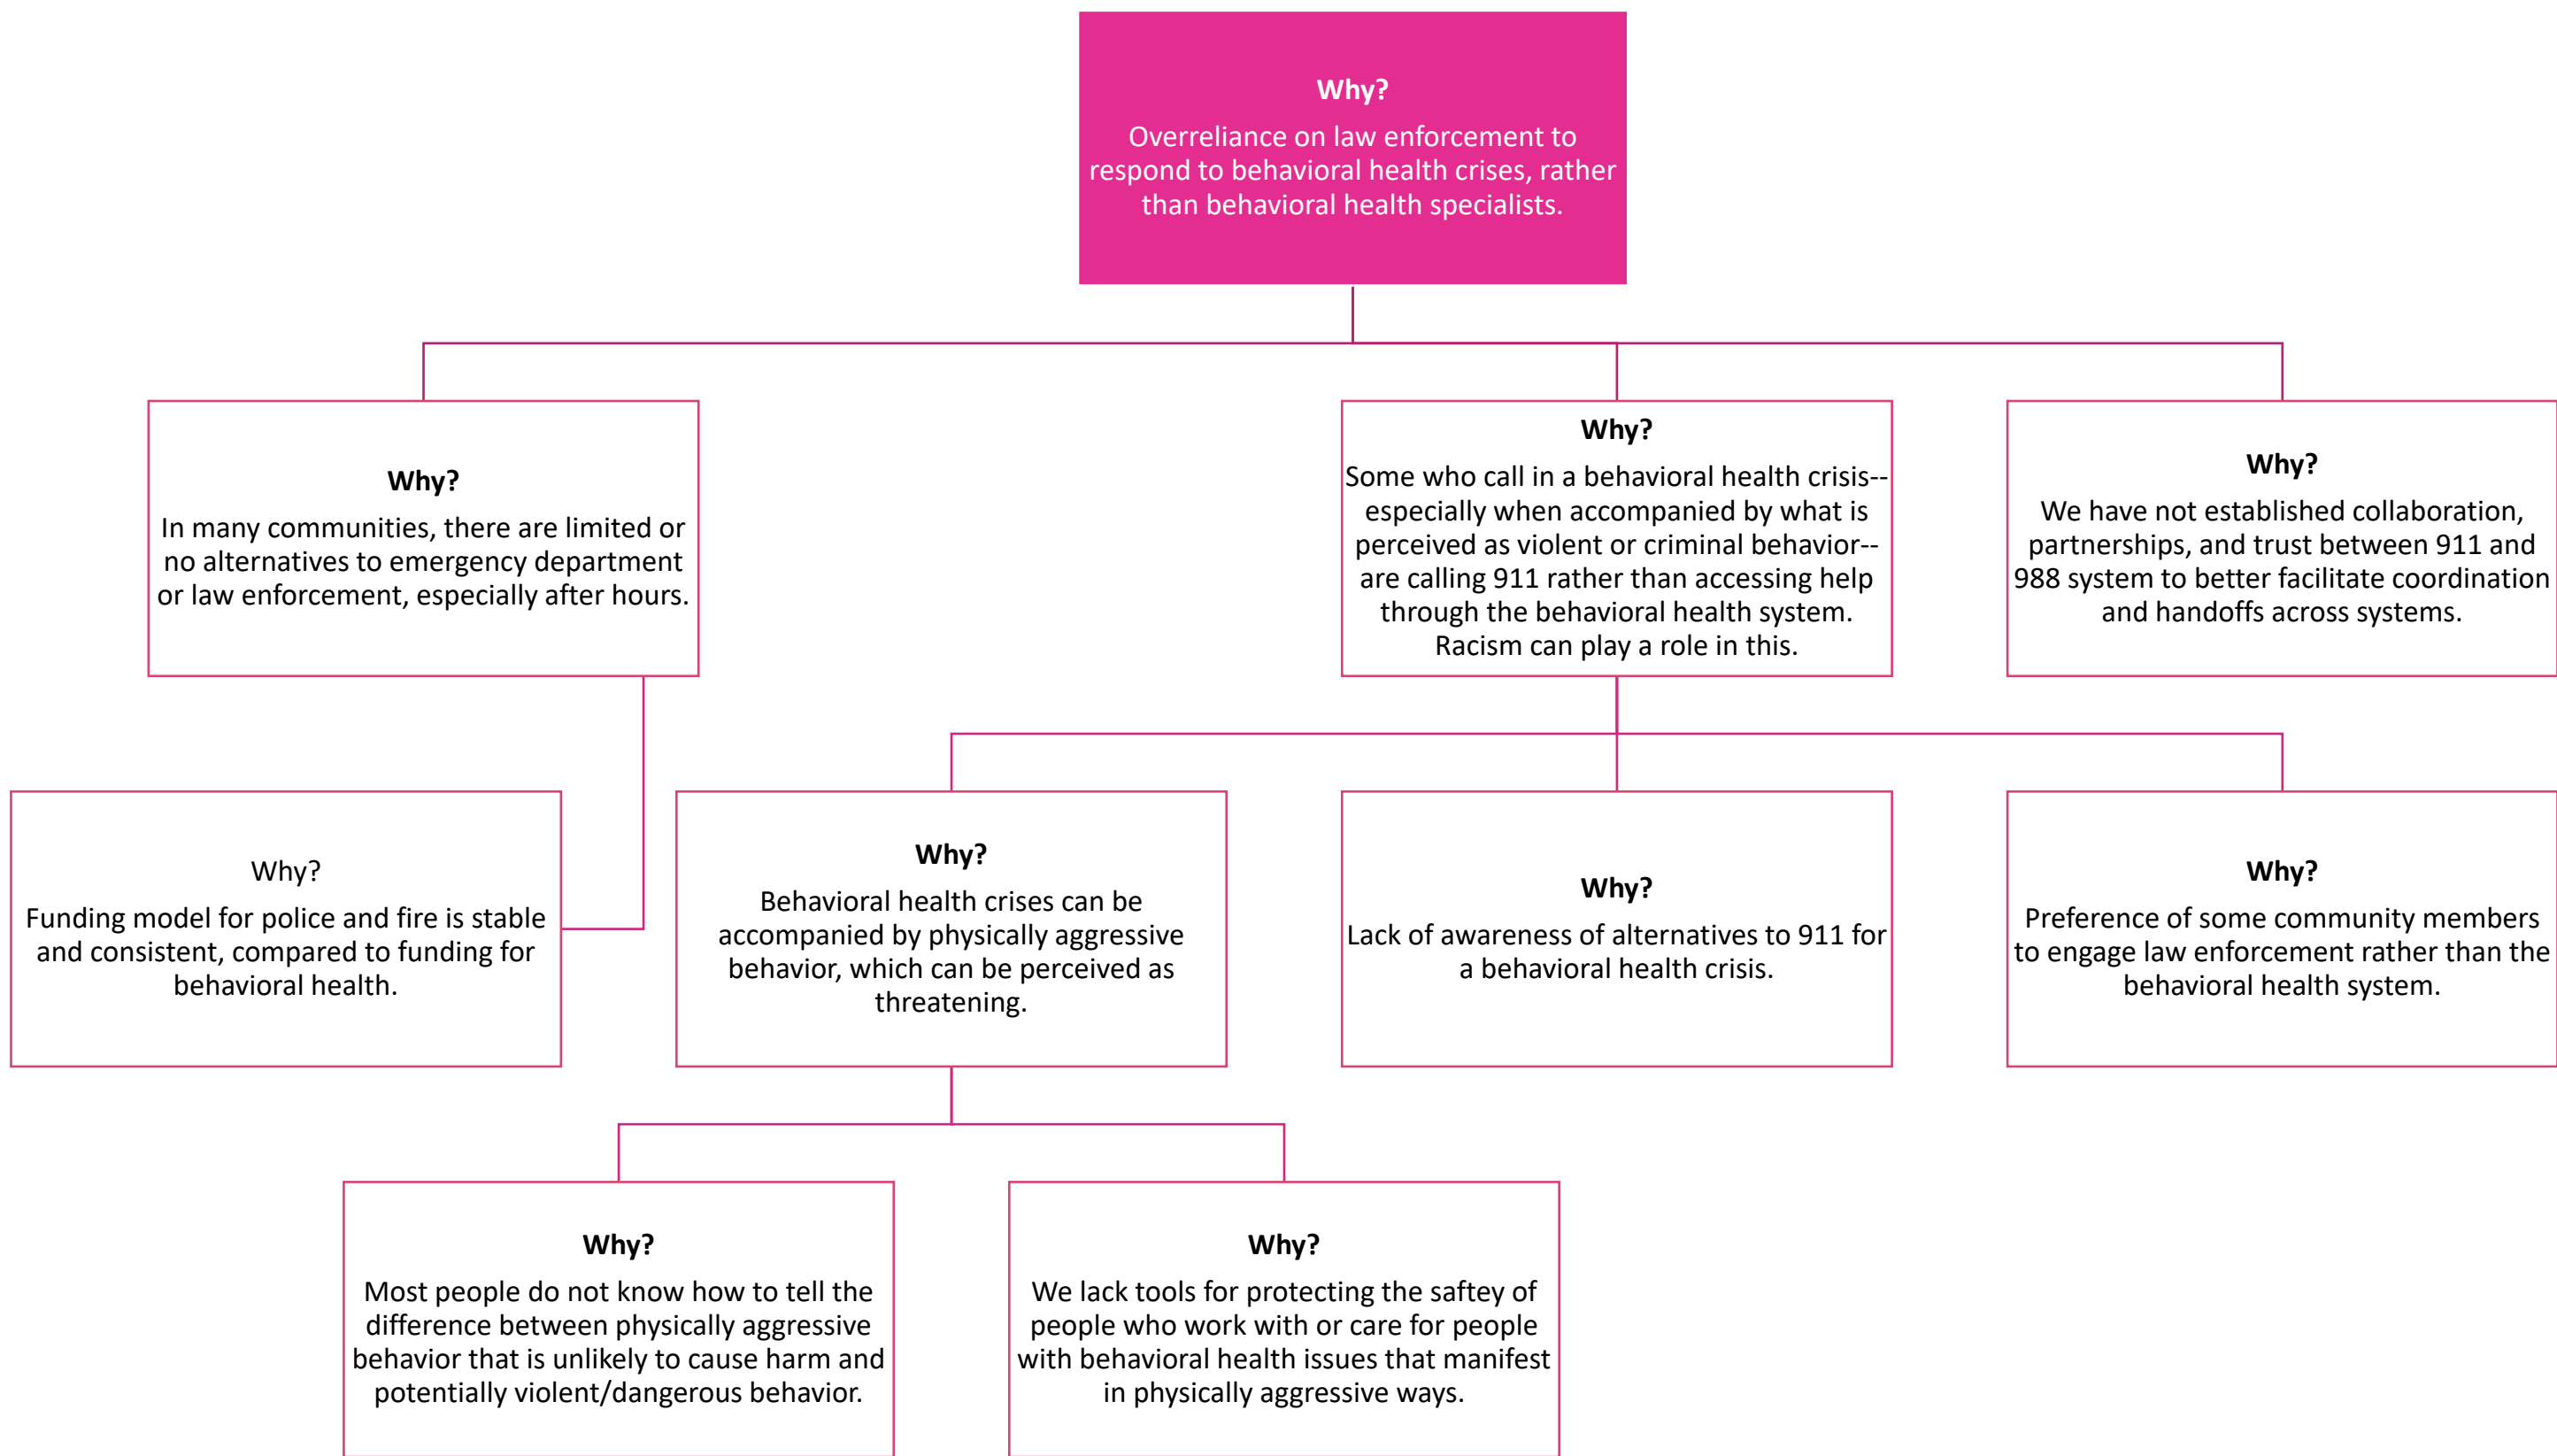 Why?
Overreliance on law enforcement to
respond to behavioral health crises, rather
than behavioral health specialists.
Why?
In many communities, there are limited or
no alternatives to emergency department
or law enforcement, especially after hours.
Why?
Some who call in a behavioral health crisis--
especially when accompanied by what is
perceived as violent or criminal behavior--
are calling 911 rather than accessing help
through the behavioral health system.
Racism can play a role in this.
Why?
We have not established collaboration,
partnerships, and trust between 911 and
988 system to better facilitate coordination
and handoffs across systems.
Why?
Funding model for police and fire is stable
and consistent, compared to funding for
behavioral health.
Why?
Behavioral health crises can be
accompanied by physically aggressive
behavior, which can be perceived as
threatening.
Why?
Lack of awareness of alternatives to 911 for
a behavioral health crisis.
Why?
Preference of some community members
to engage law enforcement rather than the
behavioral health system.
Why?
Most people do not know how to tell the
difference between physically aggressive
behavior that is unlikely to cause harm and
potentially violent/dangerous behavior.
Why?
We lack tools for protecting the saftey of
people who work with or care for people
with behavioral health issues that manifest
in physically aggressive ways.